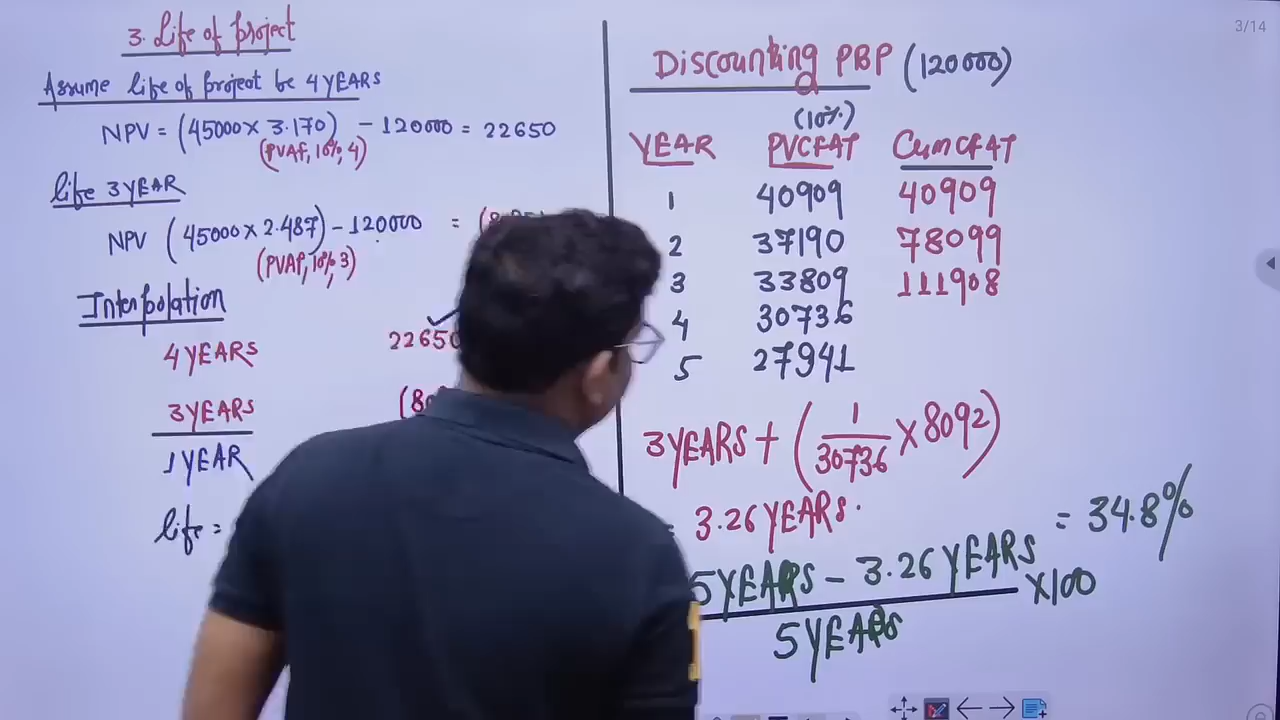 3. Life of project
Assume life of project be 4 YEARS
NPV = (45000 × 3.170) - 120000 = 22650
(PVAF, 10%, 4)
life 3 YEAR
NPV (45000 × 2.487) - 120000 =
(PVAF, 10%, 3)
Interpolation
4 YEARS 22650
3 YEARS
1 YEAR
life =
3/14
Discounting PBP (120000)
(10%)
YEAR PVCFAT Cum CFAT
1 40909 40909
2 37190 78099
3 33809 111908
4 30736
5 27941
3 YEARS + (1/30736 × 8092)
3.26 YEARS.
5 YEARS - 3.26 YEARS × 100 = 34.8%
5 YEARS